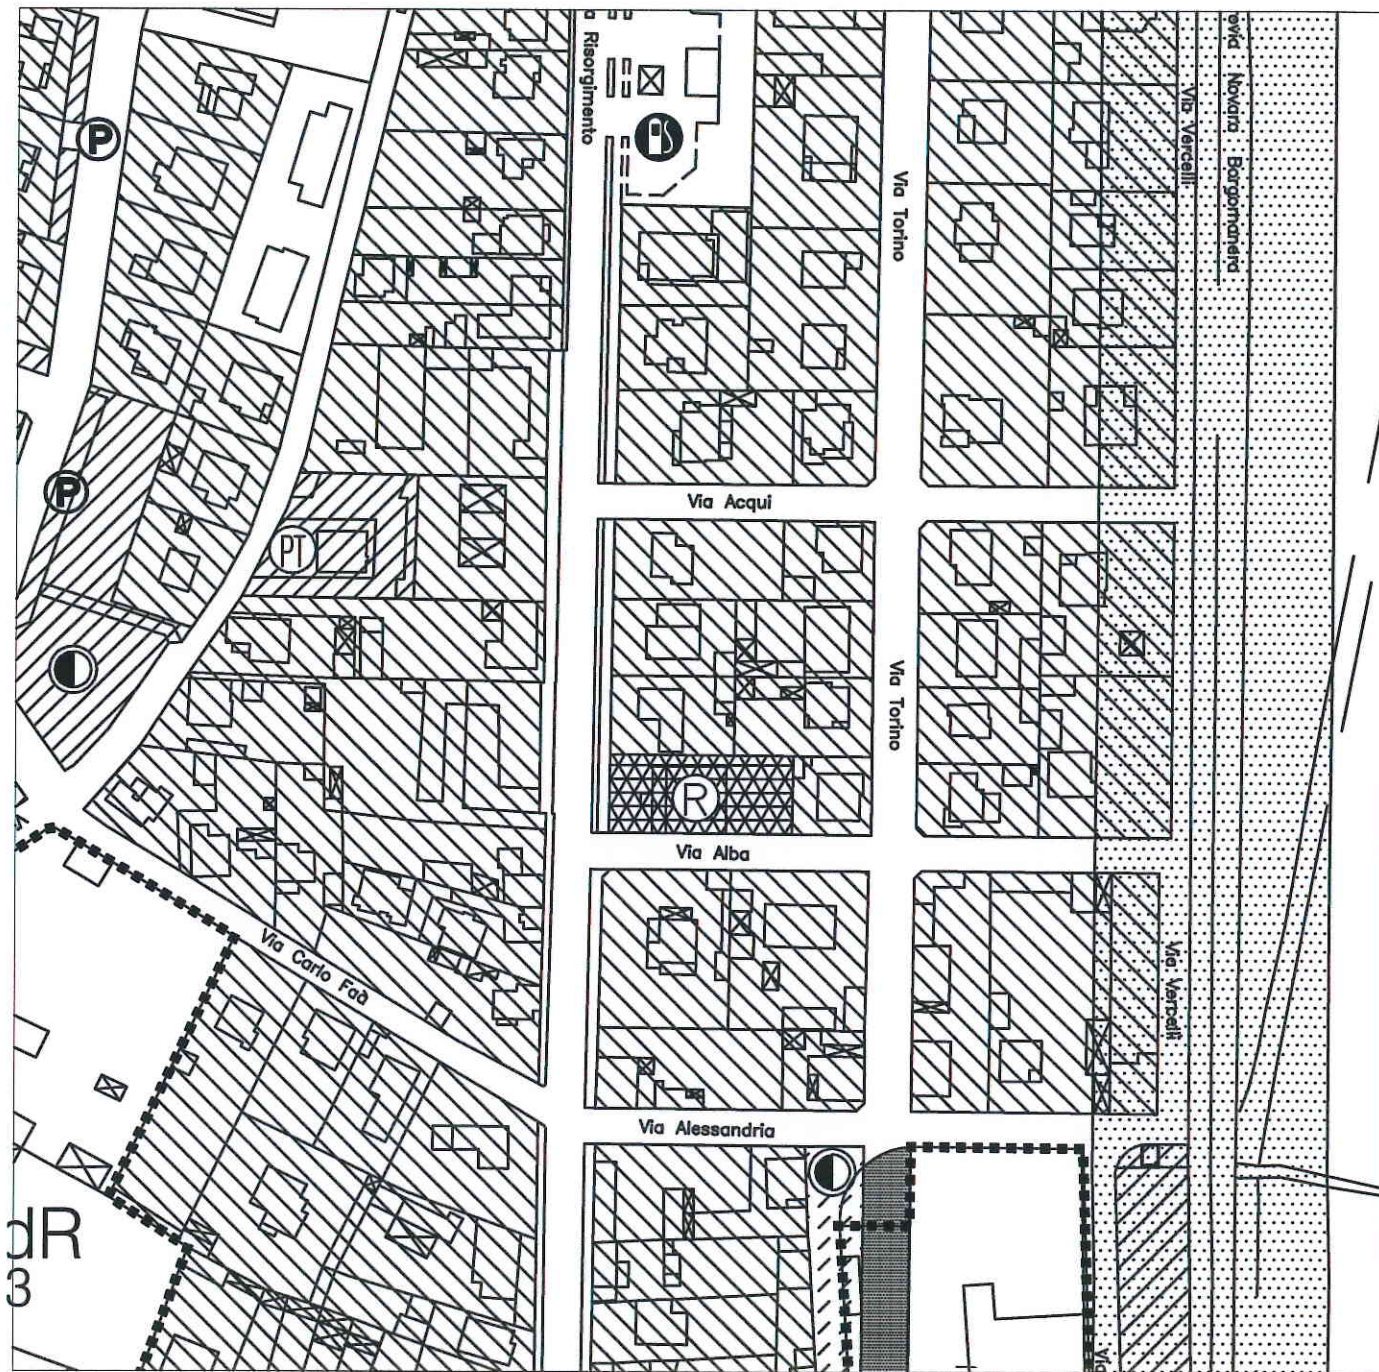 Risorgimento
Via Vercelli
Novara Borgomanero
P
Via Torino
Via Acqui
P
PT
Via Torino
R
Via Alba
Via Carlo Fad
Via Vercelli
Via Alessandria
dR
3